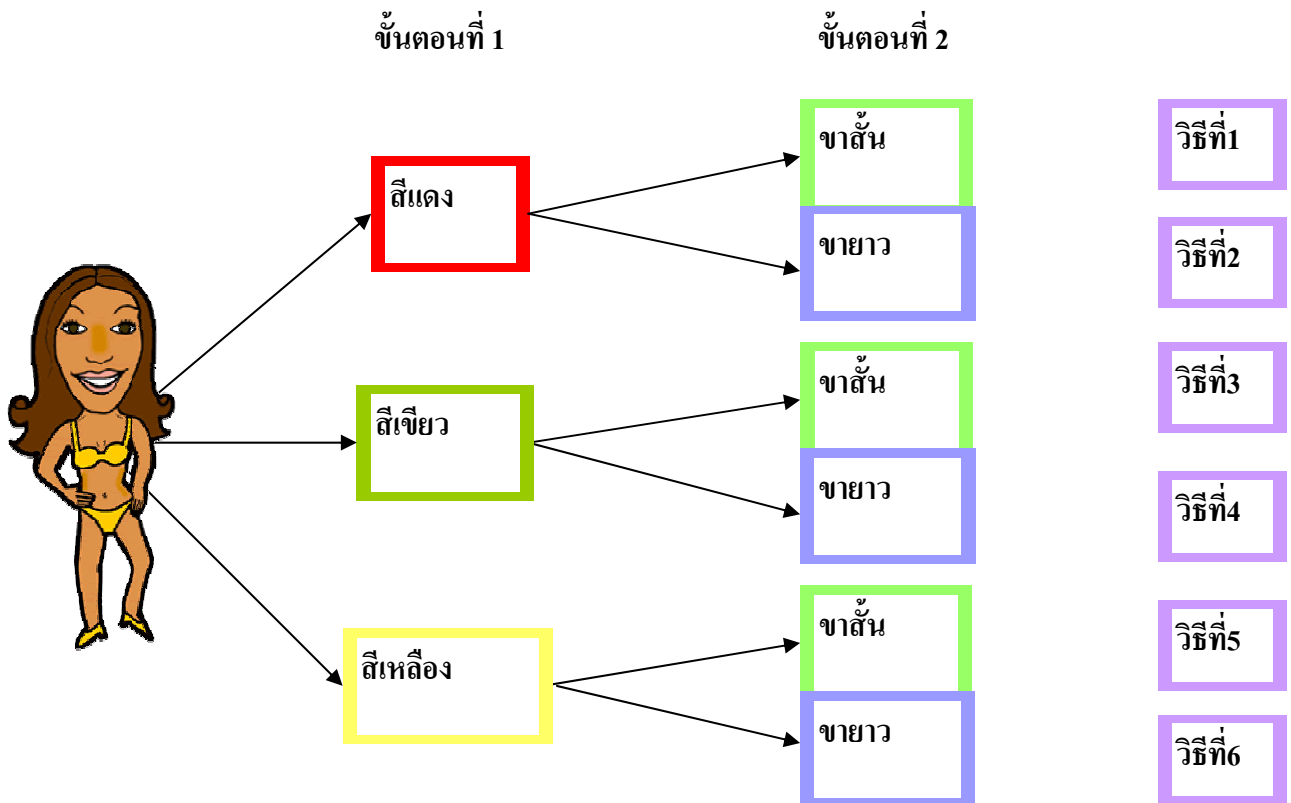 ขั้นตอนที่ 1
ขั้นตอนที่ 2
สีแดง
ขาสั้น
วิธีที่1
ขายาว
วิธีที่2
สีเขียว
ขาสั้น
วิธีที่3
ขายาว
วิธีที่4
สีเหลือง
ขาสั้น
วิธีที่5
ขายาว
วิธีที่6